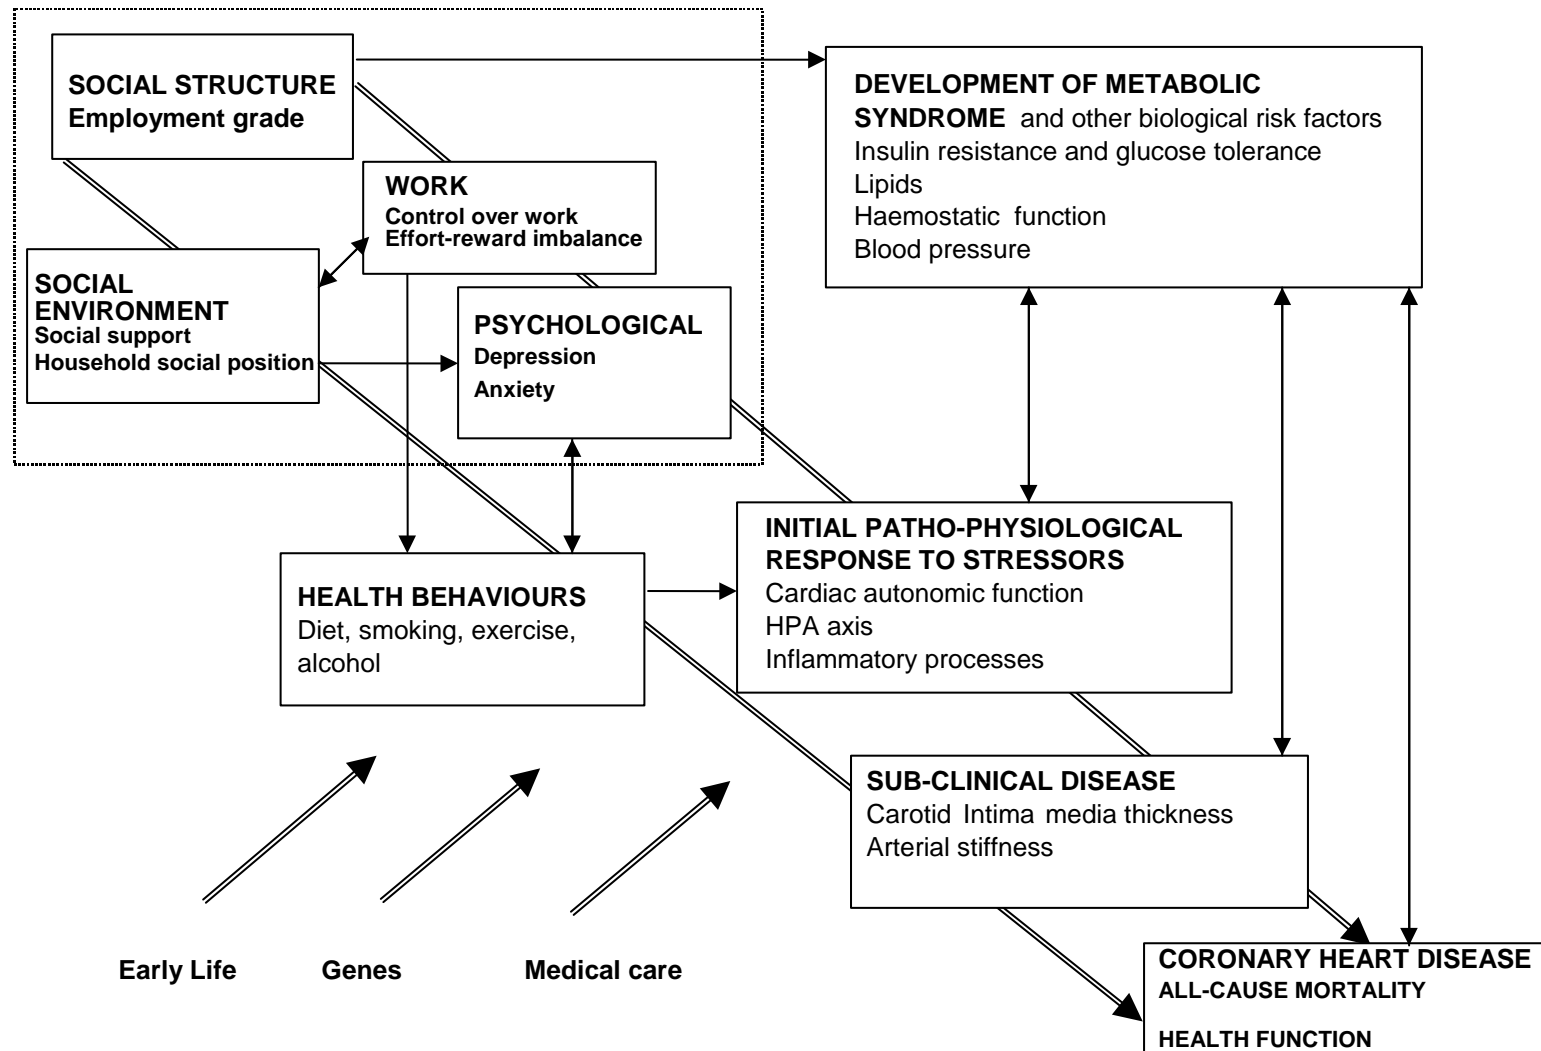 SOCIAL STRUCTURE
Employment grade
DEVELOPMENT OF METABOLIC
SYNDROME and other biological risk factors
Insulin resistance and glucose tolerance
Lipids
Haemostatic function
Blood pressure
WORK
Control over work
Effort-reward imbalance
SOCIAL
ENVIRONMENT
Social support
Household social position
PSYCHOLOGICAL
Depression
Anxiety
INITIAL PATHO-PHYSIOLOGICAL
RESPONSE TO STRESSORS
Cardiac autonomic function
HPA axis
Inflammatory processes
HEALTH BEHAVIOURS
Diet, smoking, exercise,
alcohol
SUB-CLINICAL DISEASE
Carotid Intima media thickness
Arterial stiffness
Early Life
Genes
Medical care
CORONARY HEART DISEASE
ALL-CAUSE MORTALITY
HEALTH FUNCTION